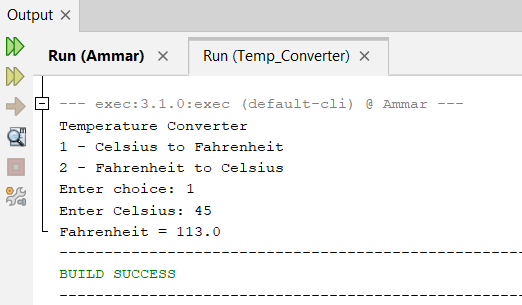 Output
Run (Ammar)
Run (Temp_Converter)
--- exec:3.1.0:exec (default-cli) @ Ammar ---
Temperature Converter
1 - Celsius to Fahrenheit
2 - Fahrenheit to Celsius
Enter choice: 1
Enter Celsius: 45
Fahrenheit = 113.0
------------------------------------------------------------------------
BUILD SUCCESS
------------------------------------------------------------------------